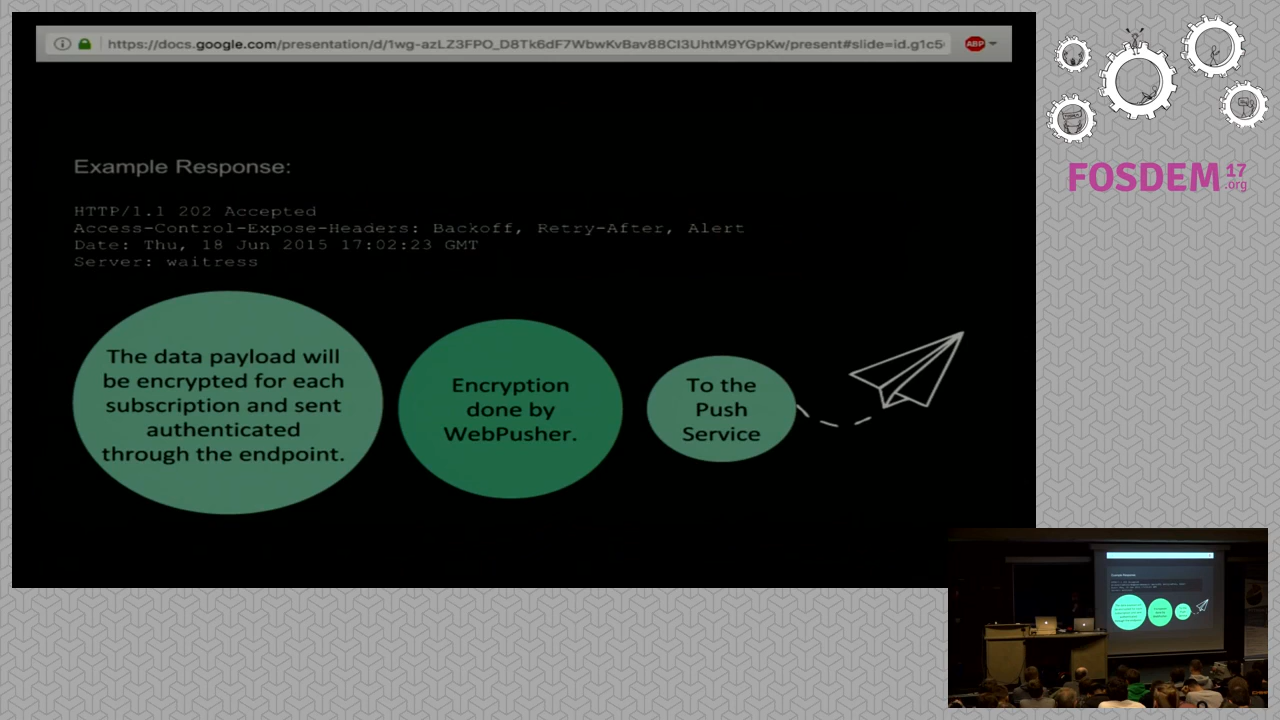 https://docs.google.com/presentation/d/1wg-azLZ3FPO_D8Tk6dF7WbwKvBav88CI3UhtM9YGpKw/present#slide=id.g1c5
ABP
Example Response:
HTTP/1.1 202 Accepted
Access-Control-Expose-Headers: Backoff, Retry-After, Alert
Date: Thu, 18 Jun 2015 17:02:23 GMT
Server: waitress
The data payload will
be encrypted for each
subscription and sent
authenticated
through the endpoint.
Encryption
done by
WebPusher.
To the
Push
Service
FOSDEM 17
.org